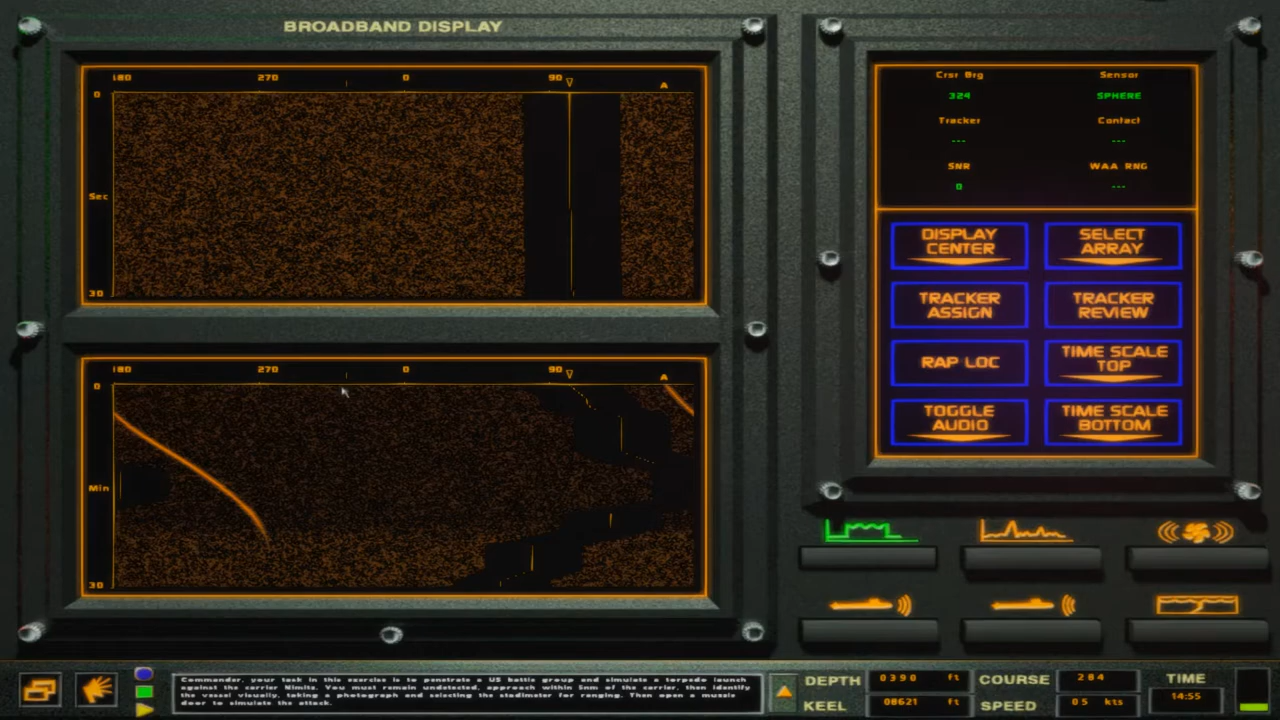 BROADBAND DISPLAY
180 270 0 90 A
0
Sec
30
180 270 0 90 A
0
Min
30
Crsr Brg Sensor
324 SPHERE
Tracker Contact
--- ---
SNR WAA RNG
0 ---
DISPLAY CENTER
SELECT ARRAY
TRACKER ASSIGN
TRACKER REVIEW
RAP LOC
TIME SCALE TOP
TOGGLE AUDIO
TIME SCALE BOTTOM
Commander, your task in this exercise is to penetrate a US battle group and simulate a torpedo launch
against the carrier Nimitz. You must remain undetected, approach within 5nm of the carrier, then identify
the vessel visually, taking a photograph and selecting the stadimeter for ranging. Then open a muzzle
door to simulate the attack.
DEPTH 0390 ft COURSE 284 TIME
KEEL 08621 ft SPEED 05 kts 14:55